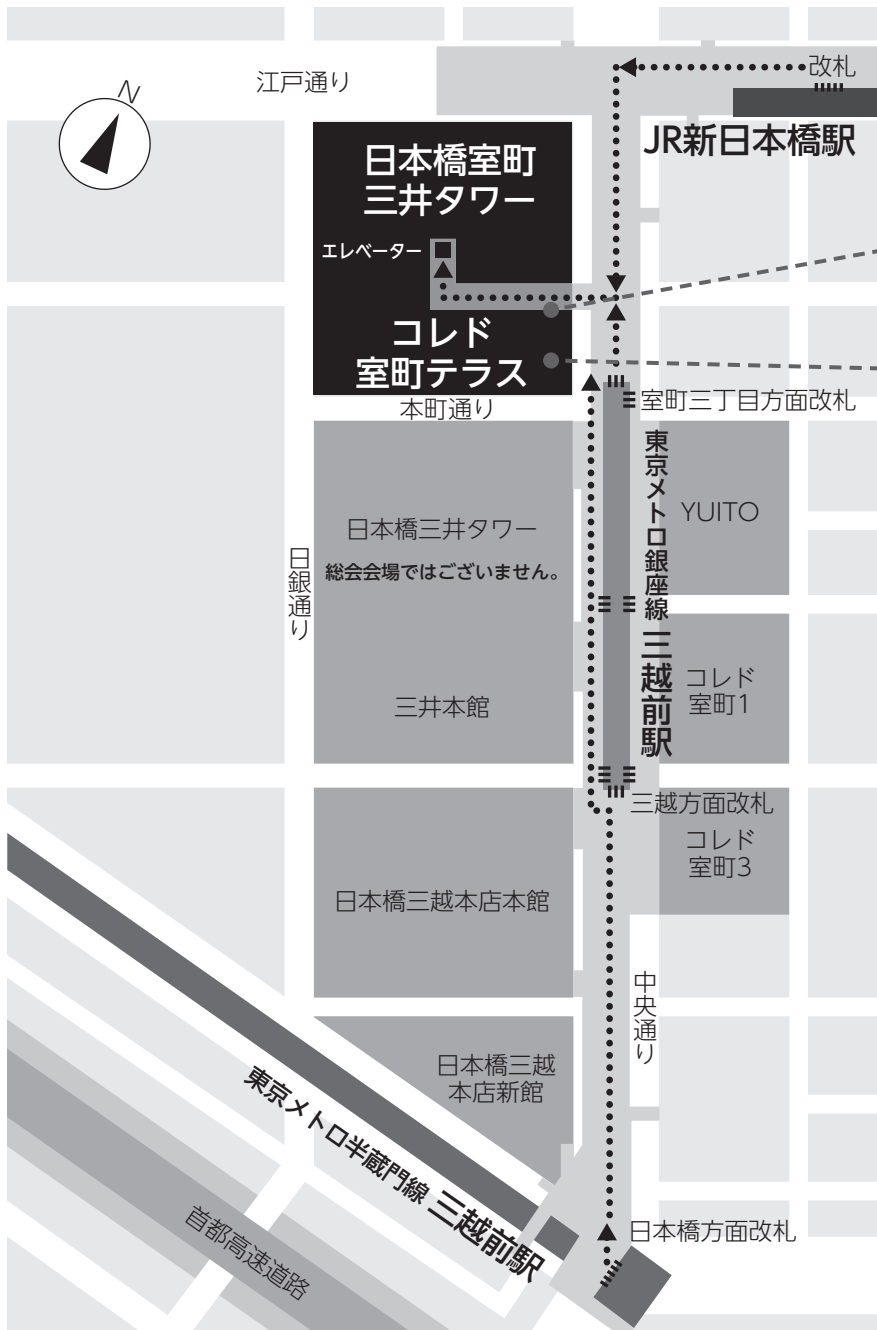 改札
江戸通り
N
JR新日本橋駅
日本橋室町
三井タワー
エレベーター
コレド
室町テラス
室町三丁目方面改札
本町通り
東京メトロ銀座線 三越前駅
YUITO
日本橋三井タワー
総会会場ではございません。
日銀通り
コレド
室町1
三井本館
三越方面改札
コレド
室町3
日本橋三越本店本館
中央通り
日本橋三越
本店新館
東京メトロ半蔵門線 三越前駅
日本橋方面改札
首都高速道路